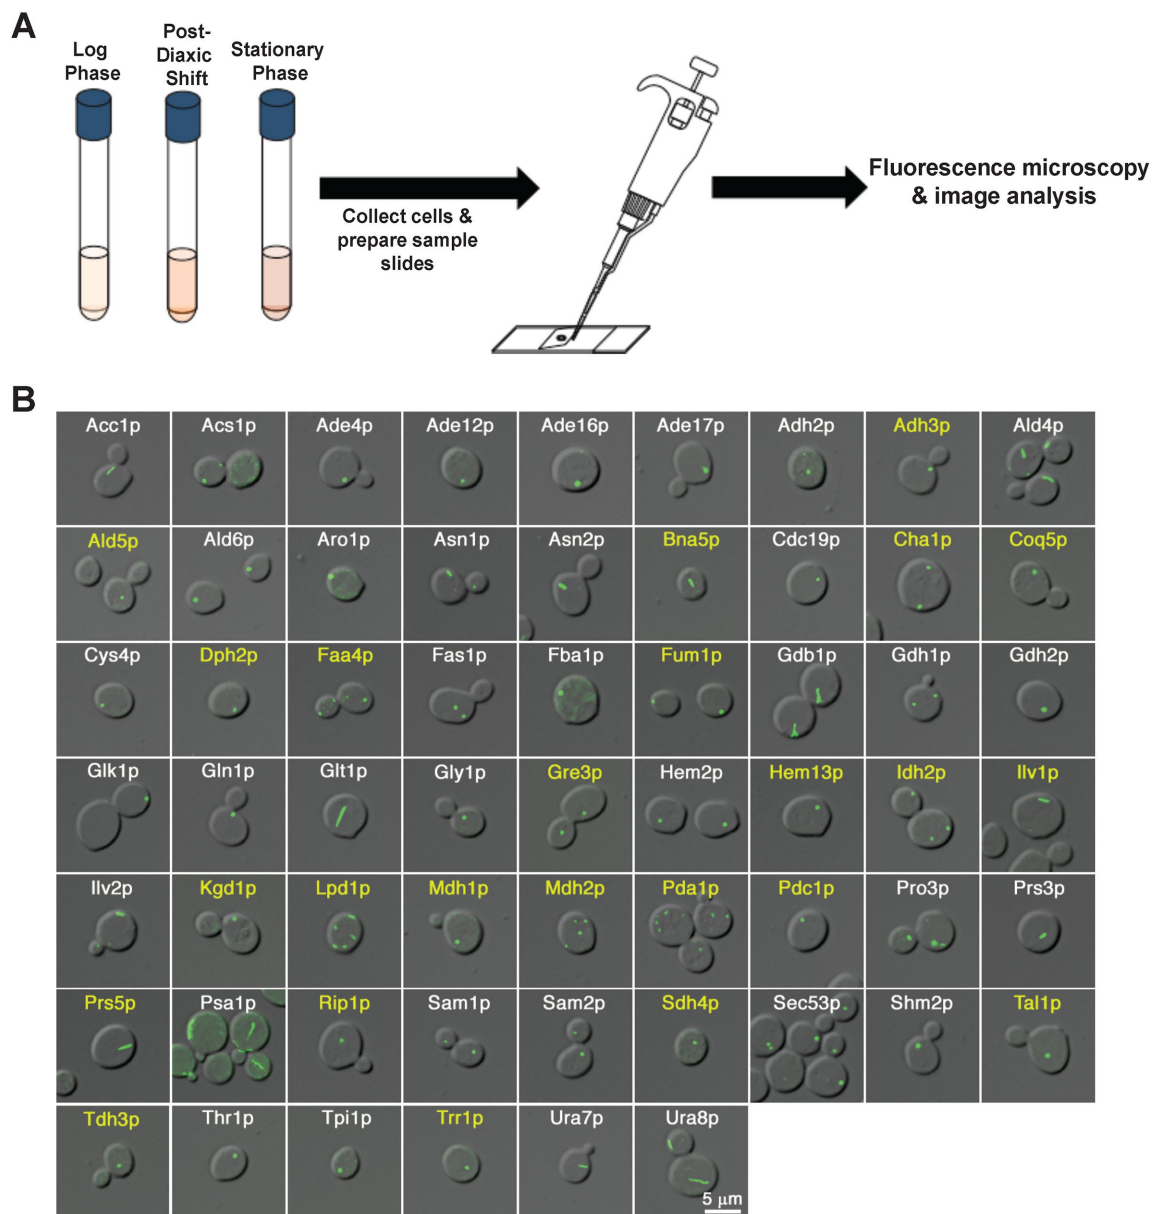 A
Log
Phase
Post-
Diaxic
Shift
Stationary
Phase
Collect cells &
prepare sample
slides
Fluorescence microscopy
& image analysis
B
Acc1p Acs1p Ade4p Ade12p Ade16p Ade17p Adh2p Adh3p Ald4p
Ald5p Ald6p Aro1p Asn1p Asn2p Bna5p Cdc19p Cha1p Coq5p
Cys4p Dph2p Faa4p Fas1p Fba1p Fum1p Gdb1p Gdh1p Gdh2p
Glk1p Gln1p Glt1p Gly1p Gre3p Hem2p Hem13p Idh2p Ilv1p
Ilv2p Kgd1p Lpd1p Mdh1p Mdh2p Pda1p Pdc1p Pro3p Prs3p
Prs5p Psa1p Rip1p Sam1p Sam2p Sdh4p Sec53p Shm2p Tal1p
Tdh3p Thr1p Tpi1p Trr1p Ura7p Ura8p
5 μm